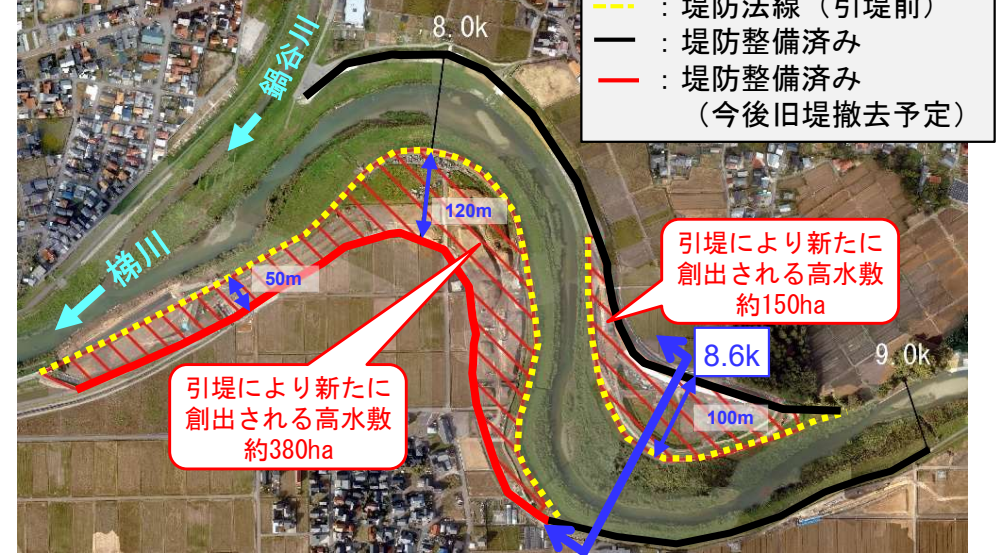 ：堤防法線（引堤前）
：堤防整備済み
：堤防整備済み
（今後旧堤撤去予定）
8.0k
鍋谷川
120m
引堤により新たに
創出される高水敷
約150ha
梯川
50m
8.6k
9.0k
引堤により新たに
創出される高水敷
約380ha
100m